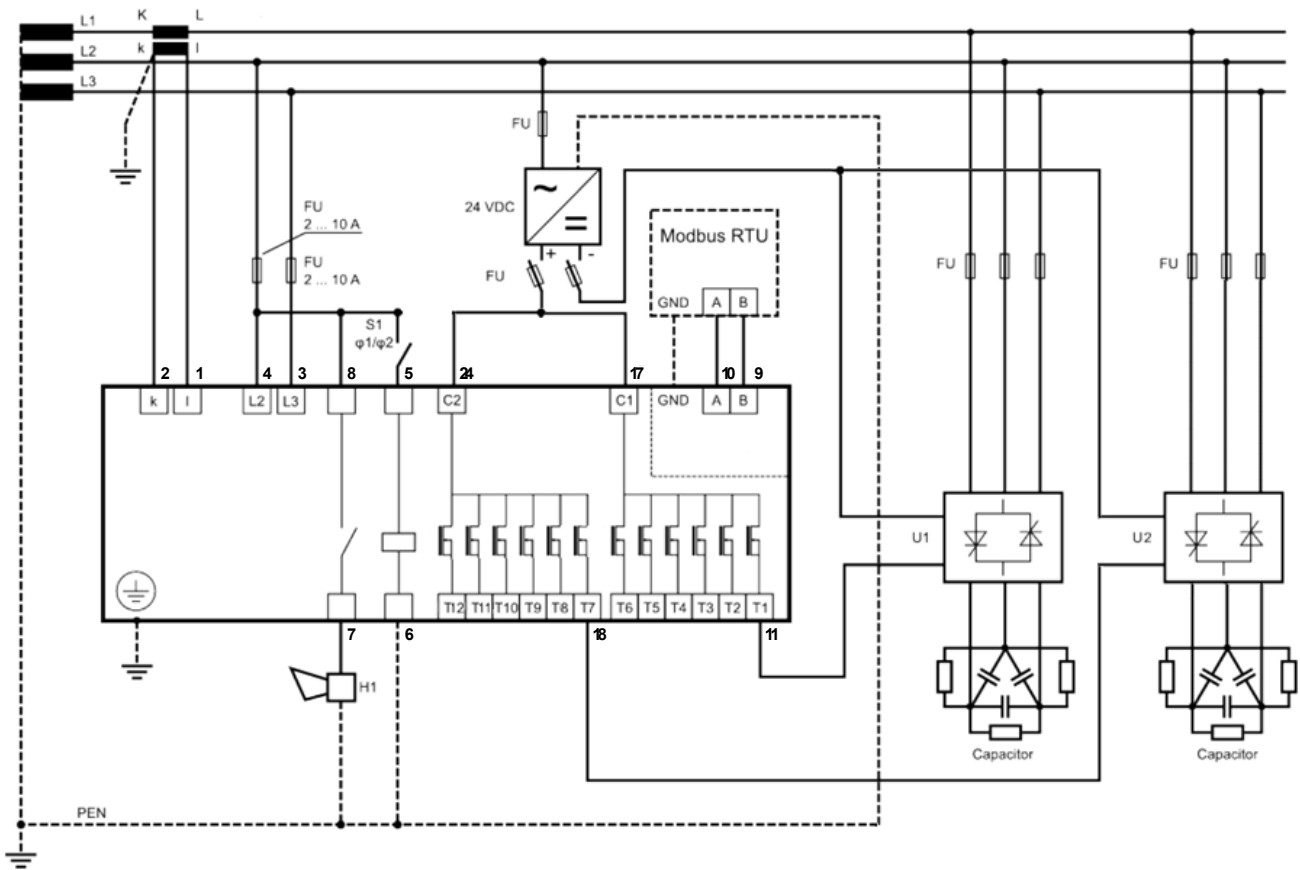 L1 K L
L2 k l
L3
FU
24 VDC
Modbus RTU
FU
2 ... 10 A
FU
2 ... 10 A
+ -
FU
FU
FU
GND A B
S1
φ1/φ2
2 1 4 3 8 5 24 17 10 9
k l L2 L3 C2 C1 GND A B
U1
U2
T12 T11 T10 T9 T8 T7 T6 T5 T4 T3 T2 T1
7 6 18 11
H1
Capacitor
Capacitor
PEN